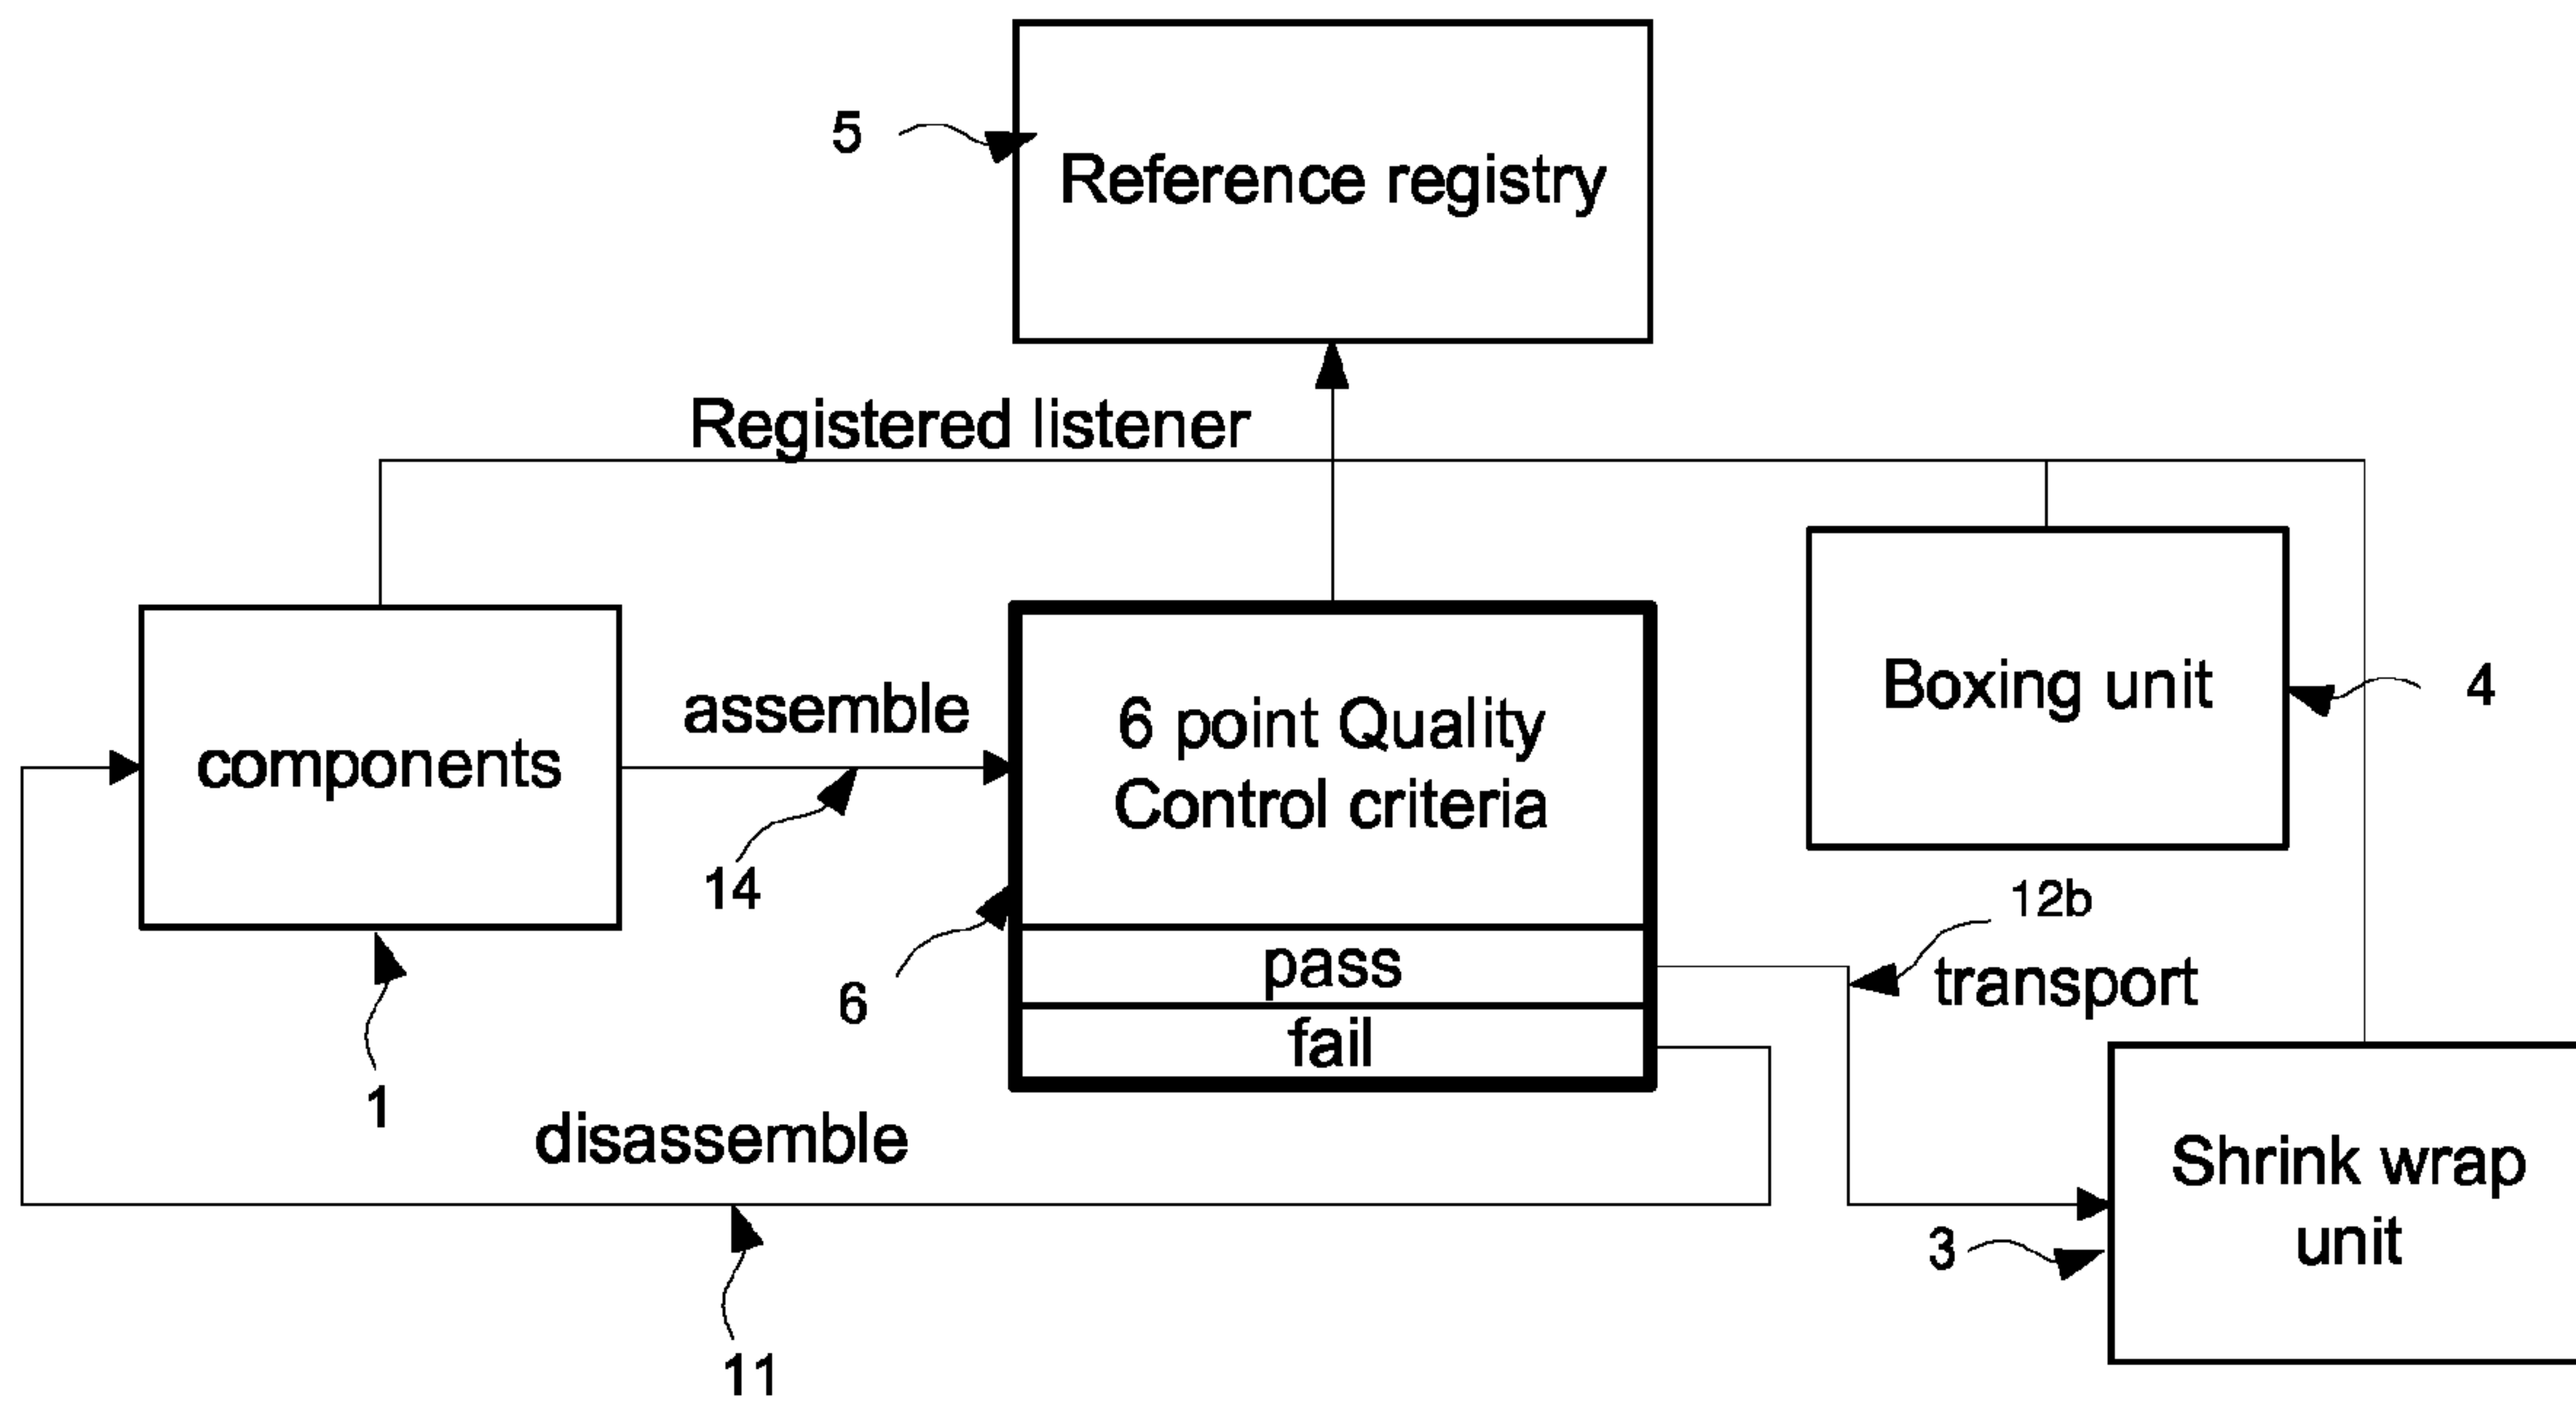 5
Reference registry
Registered listener
components
assemble
14
1
6 point Quality
Control criteria
6
pass
fail
Boxing unit
4
12b
transport
disassemble
11
3
Shrink wrap
unit